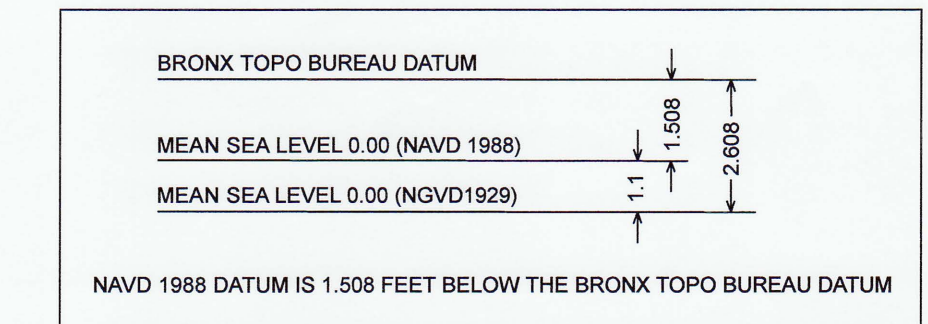 BRONX TOPO BUREAU DATUM
1.508
2.608
MEAN SEA LEVEL 0.00 (NAVD 1988)
1.1
MEAN SEA LEVEL 0.00 (NGVD1929)
NAVD 1988 DATUM IS 1.508 FEET BELOW THE BRONX TOPO BUREAU DATUM